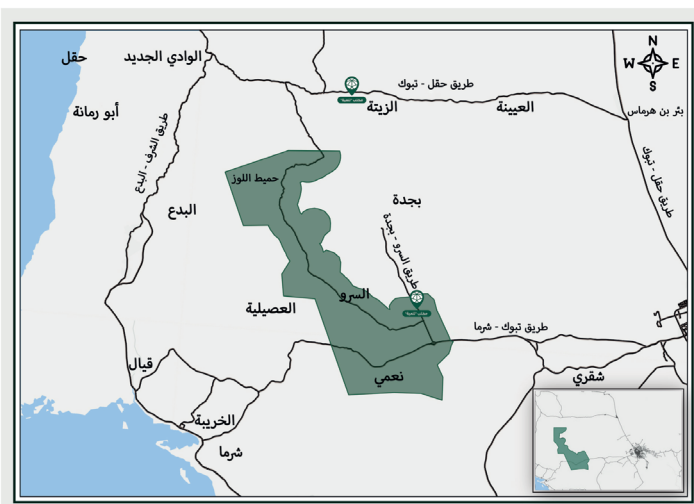 N
W E
S
حقل
الوادي الجديد
أبو رمانة
طريق الشرف - البدع
البدع
طريق حقل - تبوك
الزيتة
العيينة
بئر بن هرماس
طريق حقل - تبوك
حميط اللوز
بجدة
طريق السرو - بجدة
السرو
العصيلية
طريق تبوك - شرما
نعمي
شقري
قيال
الخريبة
شرما